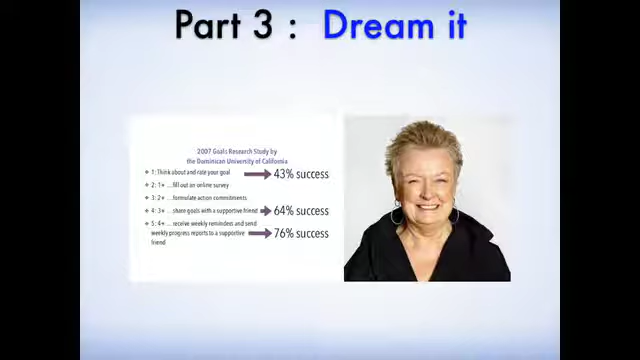 Part 3 : Dream it
2007 Goals Research Study by
the Dominican University of California
1: Think about and rate your goal
43% success
2: 1+ ...fill out an online survey
3: 2+ ...formulate action commitments
4: 3+ ... share goals with a supportive friend
64% success
5: 4+ ... receive weekly reminders and send
weekly progress reports to a supportive
friend
76% success